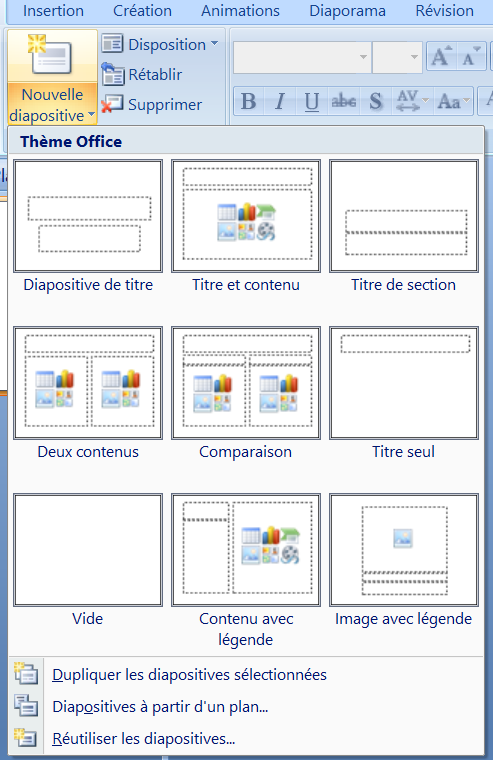 Insertion Création Animations Diaporama Révision
Nouvelle diapositive
Disposition
Rétablir
Supprimer
B I U abc S AV Aa A A
Thème Office
Diapositive de titre Titre et contenu Titre de section
Deux contenus Comparaison Titre seul
Vide Contenu avec légende Image avec légende
Dupliquer les diapositives sélectionnées
Diapositives à partir d'un plan...
Réutiliser les diapositives...